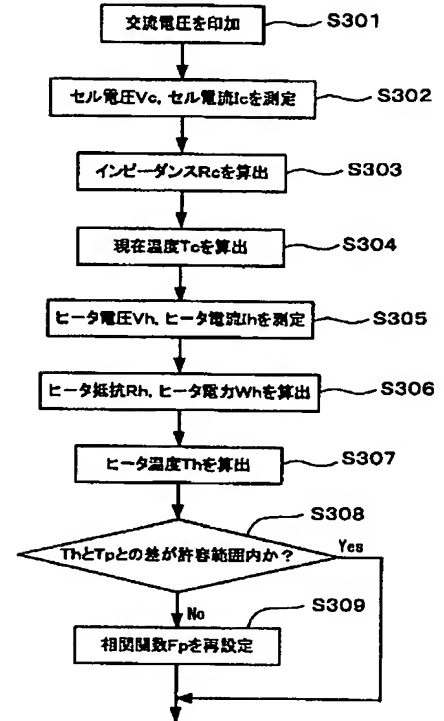 交流電圧を印加
S301
セル電圧Vc, セル電流Icを測定
S302
インピーダンスRcを算出
S303
現在温度Tcを算出
S304
ヒータ電圧Vh, ヒータ電流Ihを測定
S305
ヒータ抵抗Rh, ヒータ電力Whを算出
S306
ヒータ温度Thを算出
S307
S308
ThとTpとの差が許容範囲内か?
Yes
No
S309
相関関数Fpを再設定